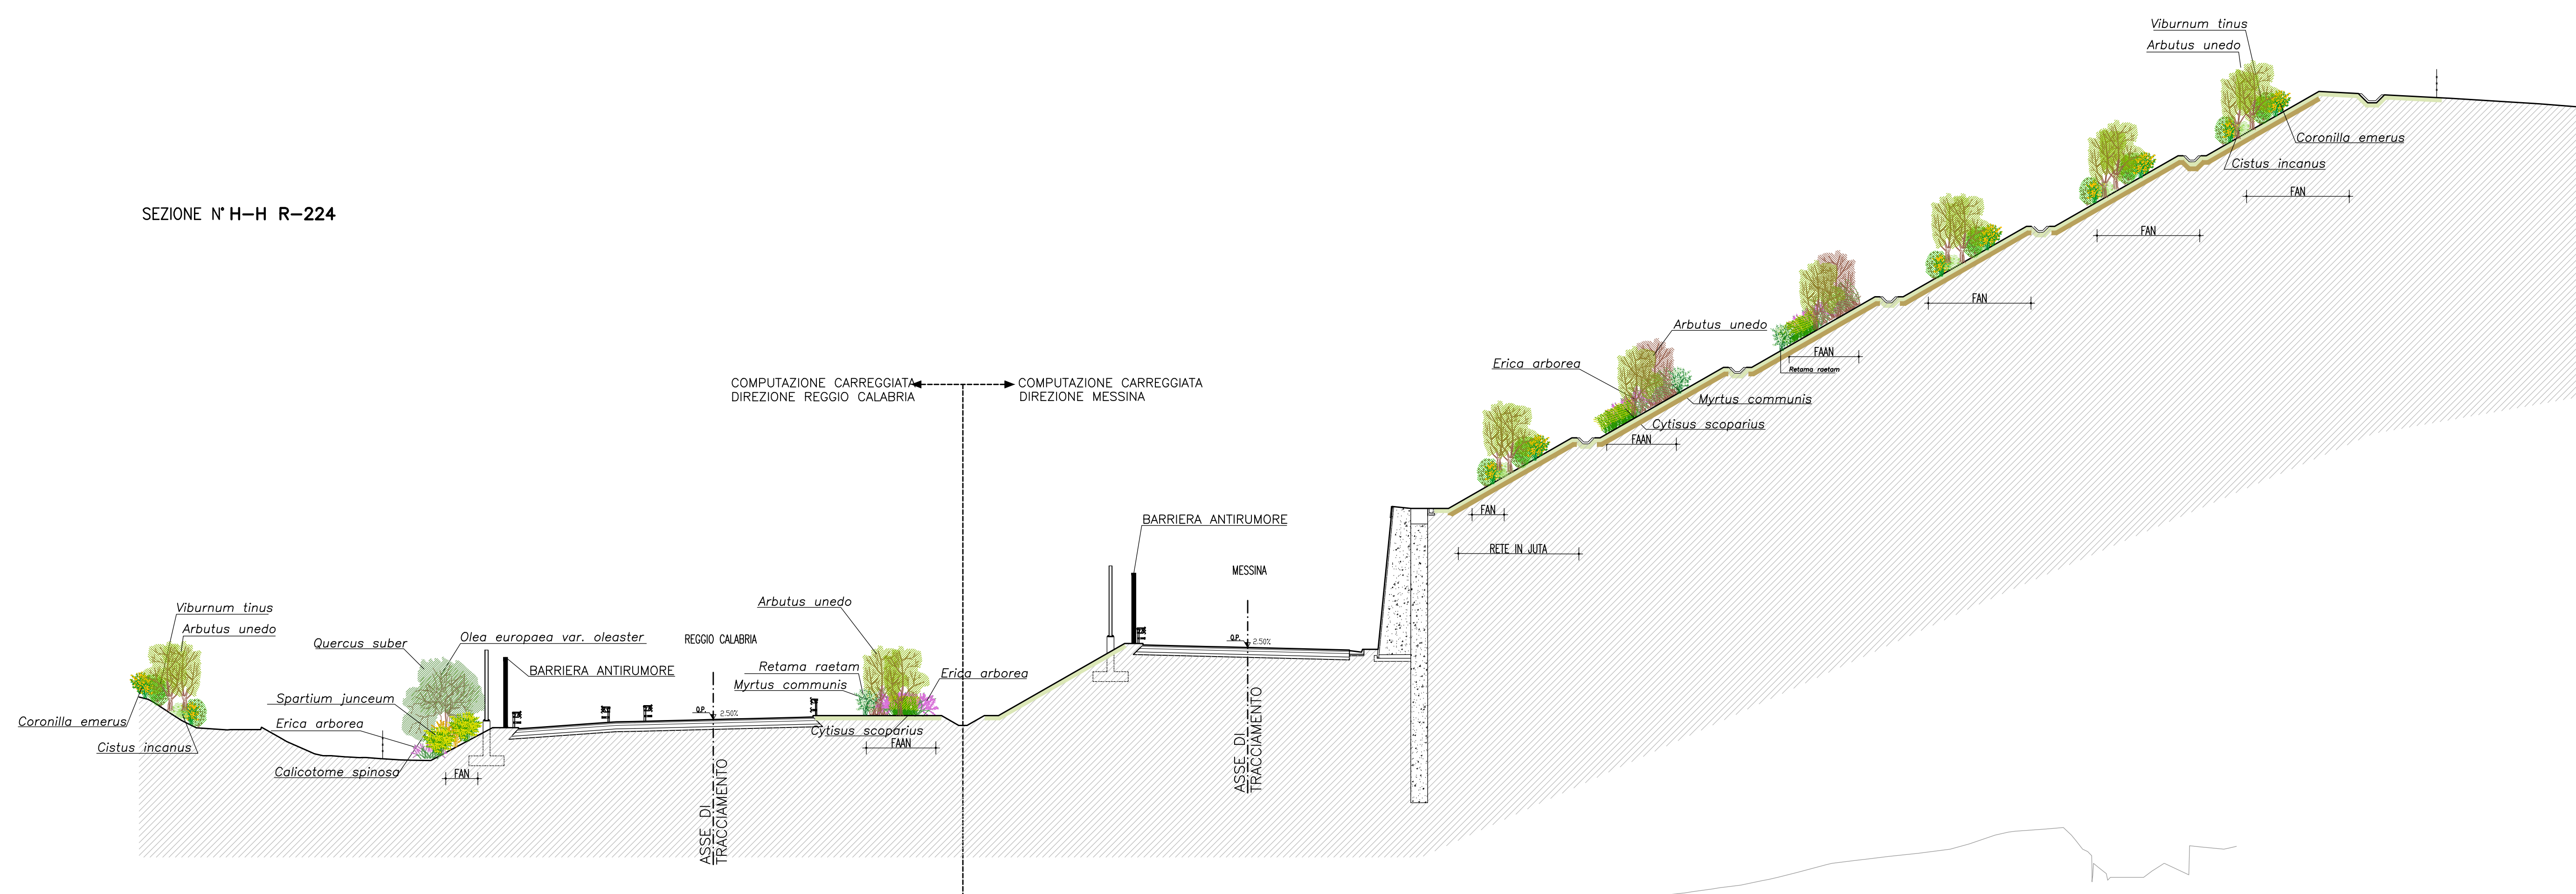 Viburnum tinus
Arbutus unedo
Coronilla emerus
Cistus incanus
FAN
SEZIONE N° H-H R-224
FAN
FAN
Arbutus unedo
FAAN
Retama raetam
Erica arborea
COMPUTAZIONE CARREGGIATA
DIREZIONE REGGIO CALABRIA
COMPUTAZIONE CARREGGIATA
DIREZIONE MESSINA
Myrtus communis
Cytisus scoparius
FAAN
FAN
BARRIERA ANTIRUMORE
RETE IN JUTA
MESSINA
Viburnum tinus
Arbutus unedo
Arbutus unedo
Quercus suber
Olea europaea var. oleaster
REGGIO CALABRIA
Q.P.
2.50%
BARRIERA ANTIRUMORE
Retama raetam
Erica arborea
Myrtus communis
Spartium junceum
Q.P.
2.50%
Coronilla emerus
Erica arborea
Cytisus scoparius
FAAN
Cistus incanus
Calicotome spinosa
FAN
ASSE DI
TRACCIAMENTO
ASSE DI
TRACCIAMENTO